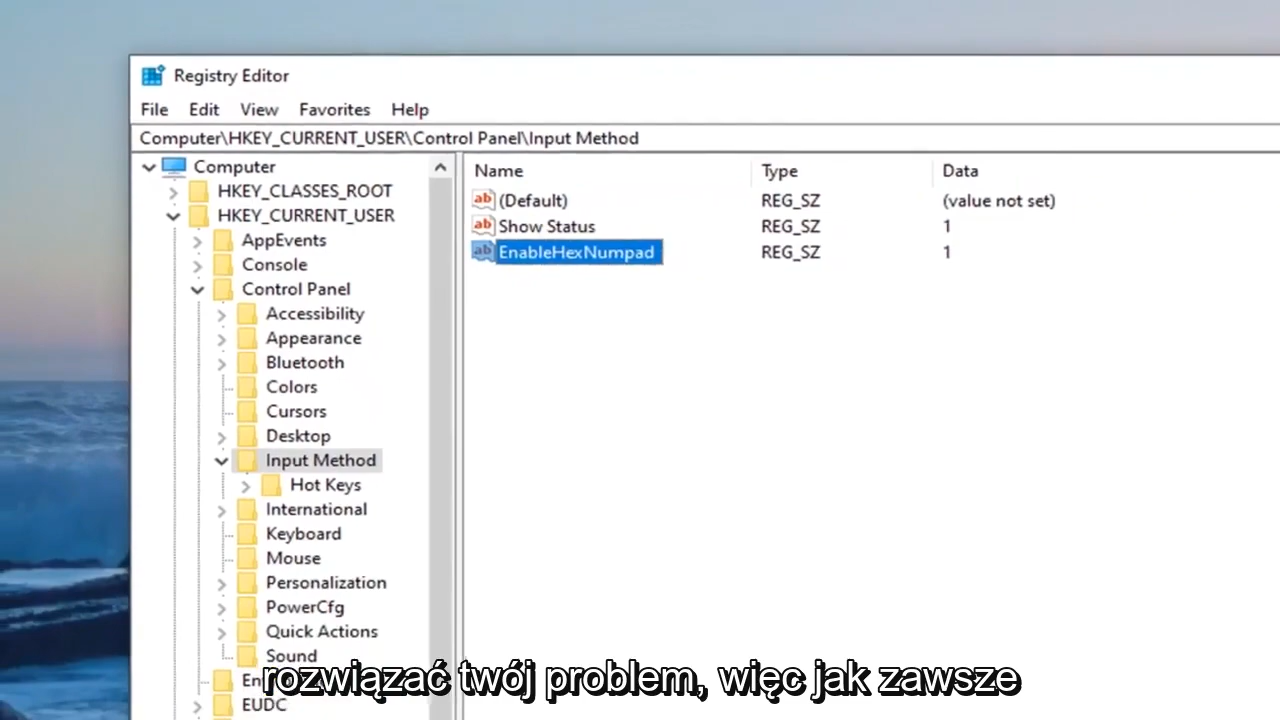 Registry Editor
File Edit View Favorites Help
Computer\HKEY_CURRENT_USER\Control Panel\Input Method
Computer
HKEY_CLASSES_ROOT
HKEY_CURRENT_USER
AppEvents
Console
Control Panel
Accessibility
Appearance
Bluetooth
Colors
Cursors
Desktop
Input Method
Hot Keys
International
Keyboard
Mouse
Personalization
PowerCfg
Quick Actions
Sound
EUDC
Name Type Data
(Default) REG_SZ (value not set)
Show Status REG_SZ 1
EnableHexNumpad REG_SZ 1
rozwiązać twój problem, więc jak zawsze